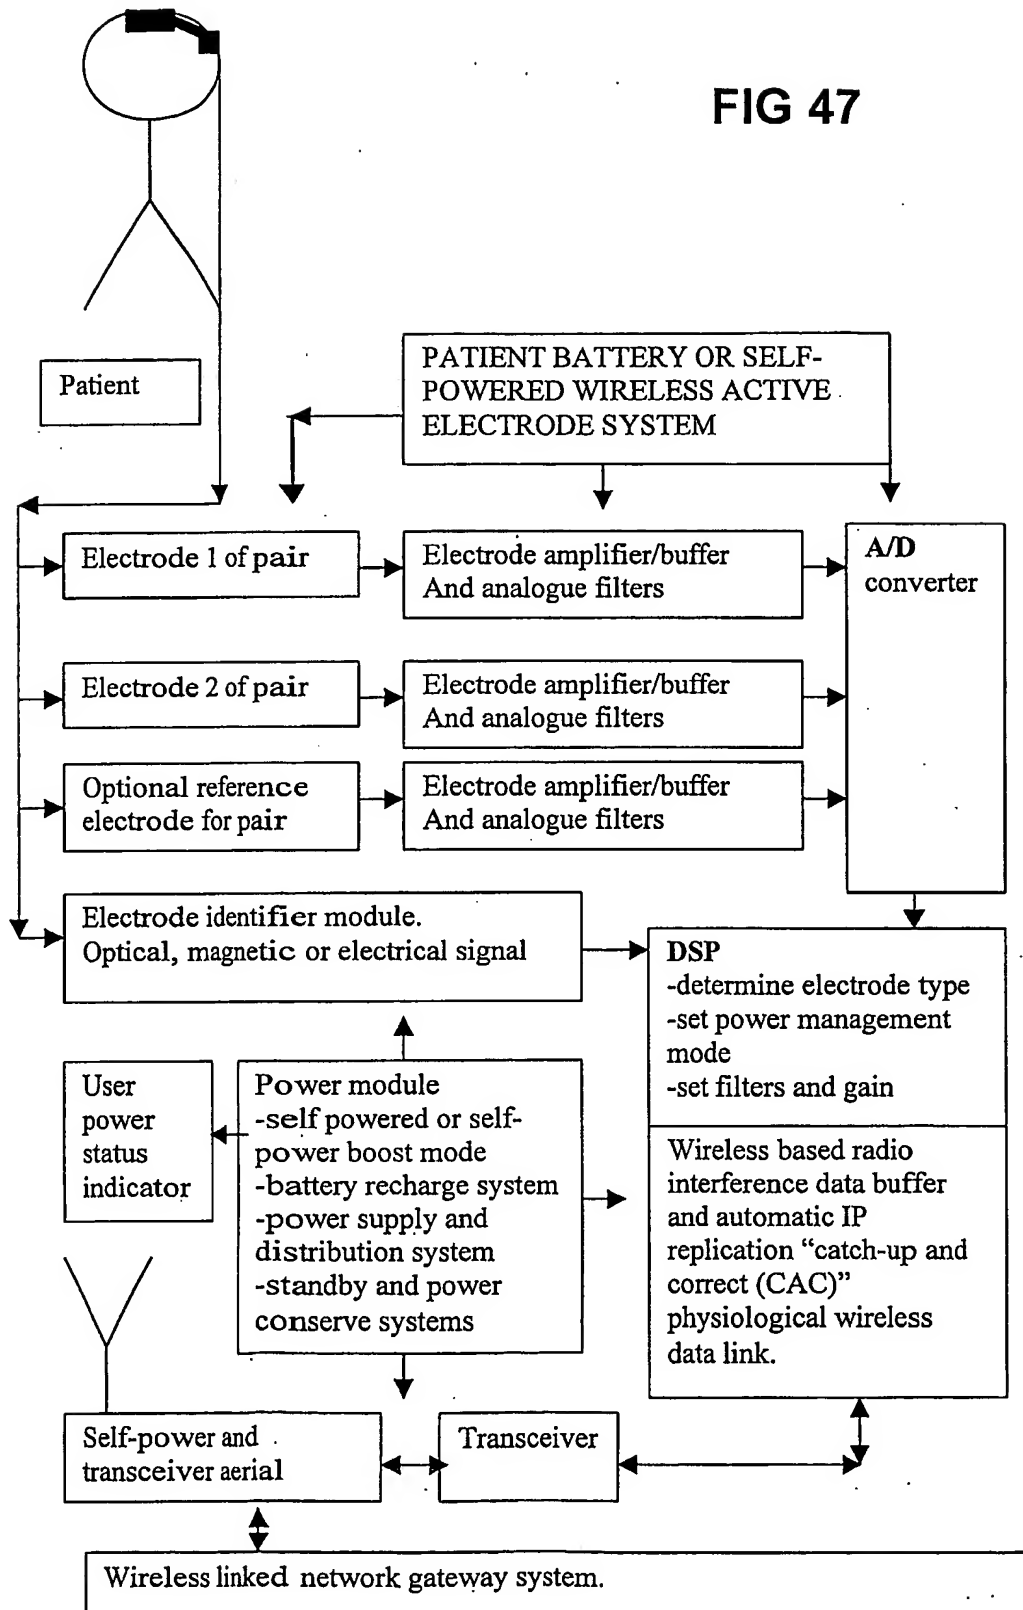 FIG 47
Patient
PATIENT BATTERY OR SELF-
POWERED WIRELESS ACTIVE
ELECTRODE SYSTEM
Electrode 1 of pair
Electrode amplifier/buffer
And analogue filters
A/D
converter
Electrode 2 of pair
Electrode amplifier/buffer
And analogue filters
Optional reference
electrode for pair
Electrode amplifier/buffer
And analogue filters
Electrode identifier module.
Optical, magnetic or electrical signal
DSP
-determine electrode type
-set power management
mode
-set filters and gain
User
power
status
indicator
Power module
-self powered or self-
power boost mode
-battery recharge system
-power supply and
distribution system
-standby and power
conserve systems
Wireless based radio
interference data buffer
and automatic IP
replication “catch-up and
correct (CAC)”
physiological wireless
data link.
Self-power and
transceiver aerial
Transceiver
Wireless linked network gateway system.